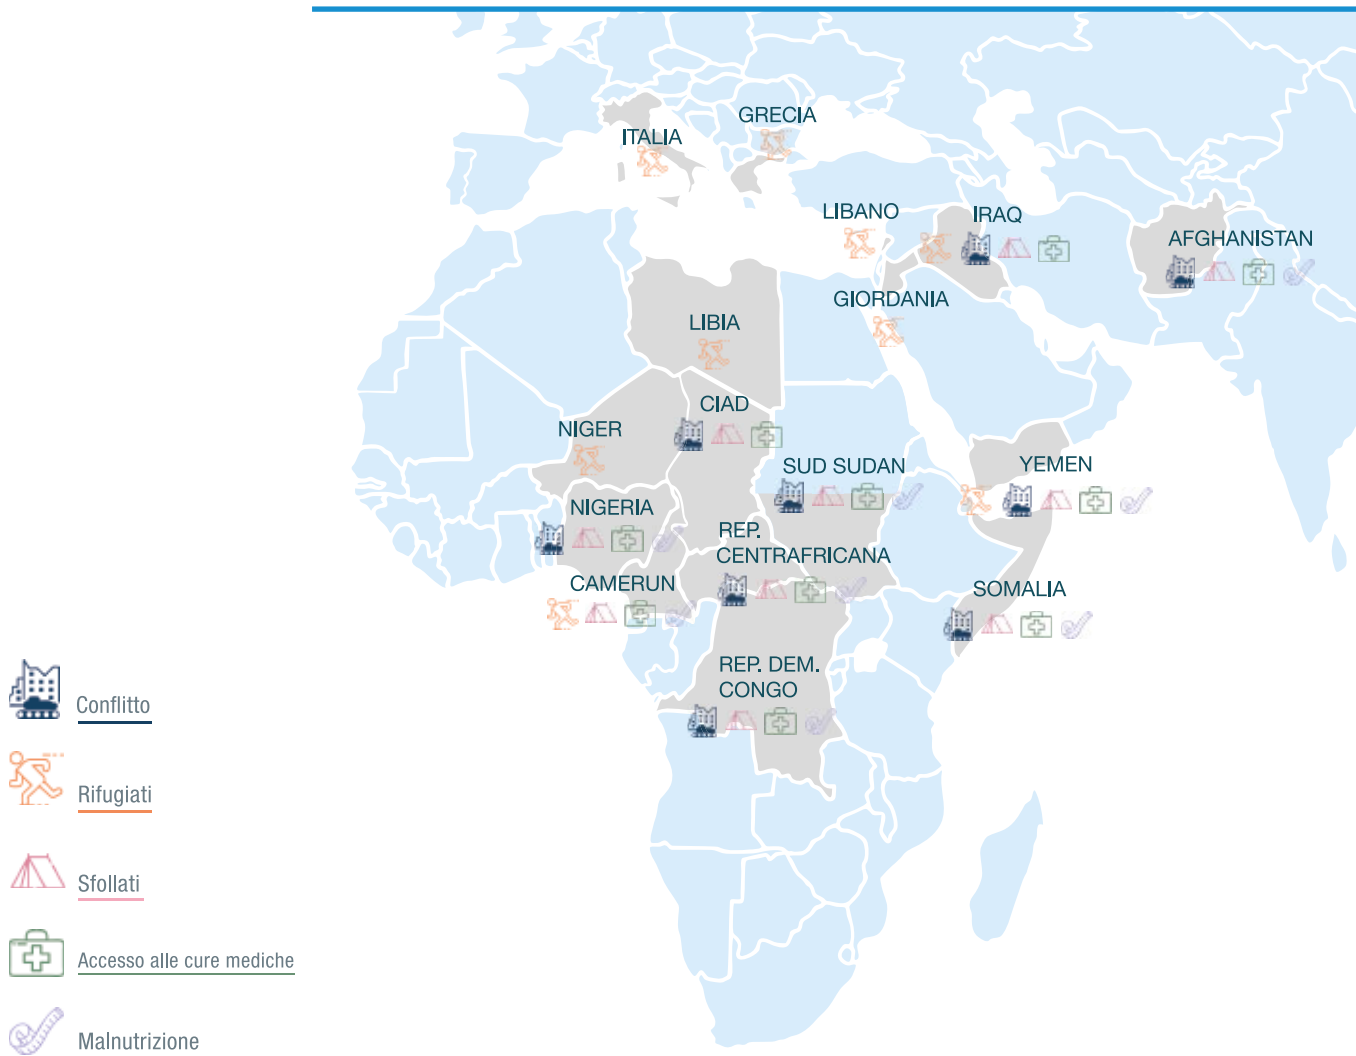 GRECIA
ITALIA
LIBANO
IRAQ
AFGHANISTAN
GIORDANIA
LIBIA
CIAD
NIGER
SUD SUDAN
YEMEN
NIGERIA
REP.
CENTRAFRICANA
CAMERUN
SOMALIA
REP. DEM.
CONGO
Conflitto
Rifugiati
Sfollati
Accesso alle cure mediche
Malnutrizione